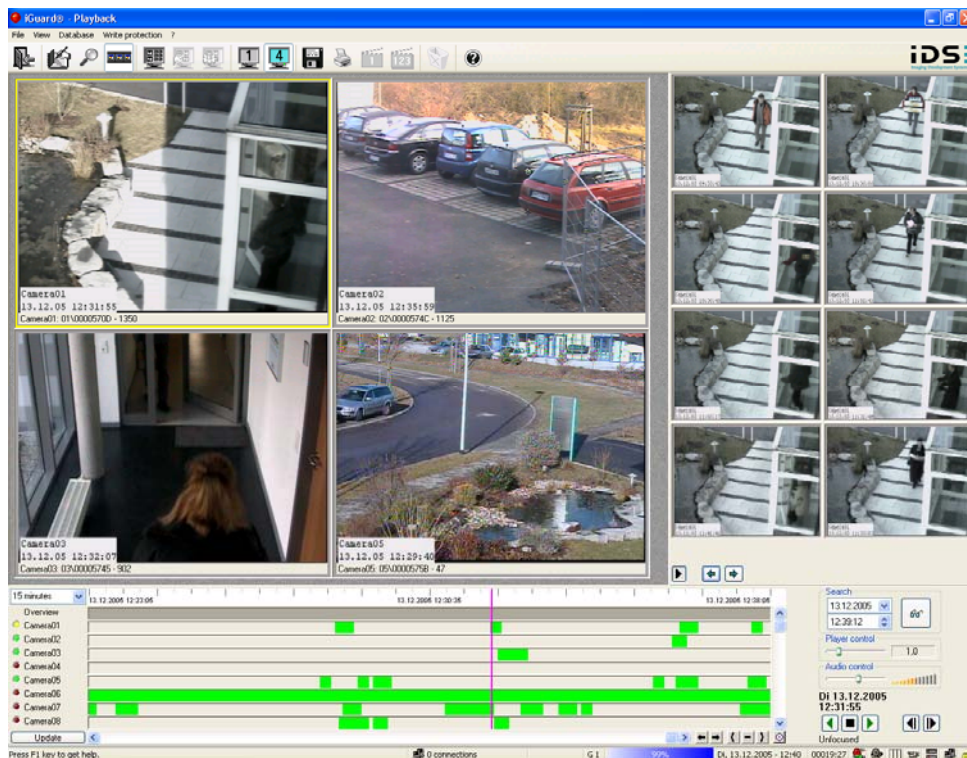 iGuard® - Playback
File View Database Write protection ?
1 4 123
iDS
Camera01
13.12.05 12:31:55
Camera01: 01\0000570D - 1350
Camera02
13.12.05 12:35:59
Camera02: 02\0000574C - 1125
Camera03
13.12.05 12:32:07
Camera03: 03\00005745 - 902
Camera05
13.12.05 12:29:40
Camera05: 05\0000575B - 47
15 minutes
13.12.2005 12:23:05 13.12.2005 12:30:35 13.12.2005 12:38:05
Overview
Camera01
Camera02
Camera03
Camera04
Camera05
Camera06
Camera07
Camera08
Update
Search
13.12.2005
12:39:12
Player control
1,0
Audio control
Di 13.12.2005
12:31:55
Unfocused
Press F1 key to get help. 0 connections G 1 99% Di, 13.12.2005 - 12:40 00019:27